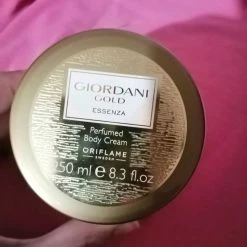 GIORDANI
GOLD
ESSENZA
Perfumed
Body Cream
ORIFLAME
SWEDEN
250 ml e 8.3 fl.oz